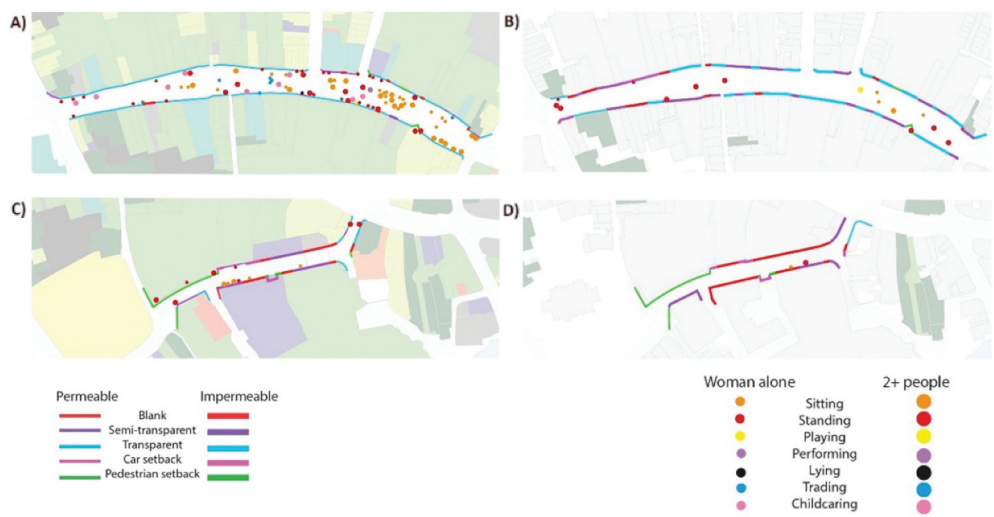 A)
B)
C)
D)
Permeable
Impermeable
Blank
Semi-transparent
Transparent
Car setback
Pedestrian setback
Woman alone
2+ people
Sitting
Standing
Playing
Performing
Lying
Trading
Childcaring